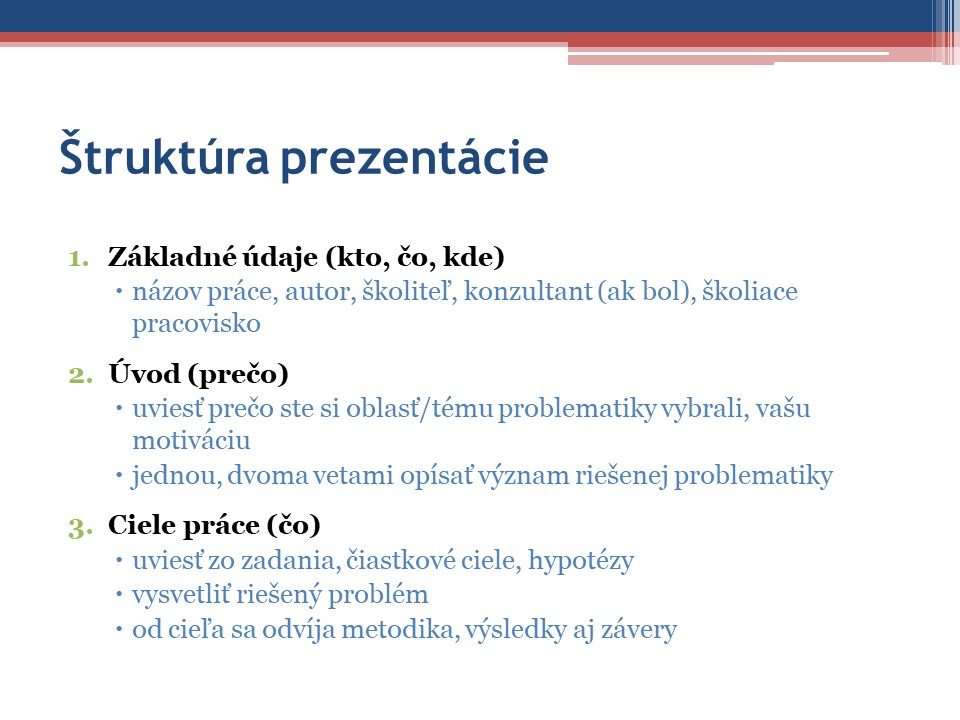 Štruktúra prezentácie
1. Základné údaje (kto, čo, kde)
▪ názov práce, autor, školiteľ, konzultant (ak bol), školiace
pracovisko
2. Úvod (prečo)
▪ uviesť prečo ste si oblasť/tému problematiky vybrali, vašu
motiváciu
▪ jednou, dvoma vetami opísať význam riešenej problematiky
3. Ciele práce (čo)
▪ uviesť zo zadania, čiastkové ciele, hypotézy
▪ vysvetliť riešený problém
▪ od cieľa sa odvíja metodika, výsledky aj závery